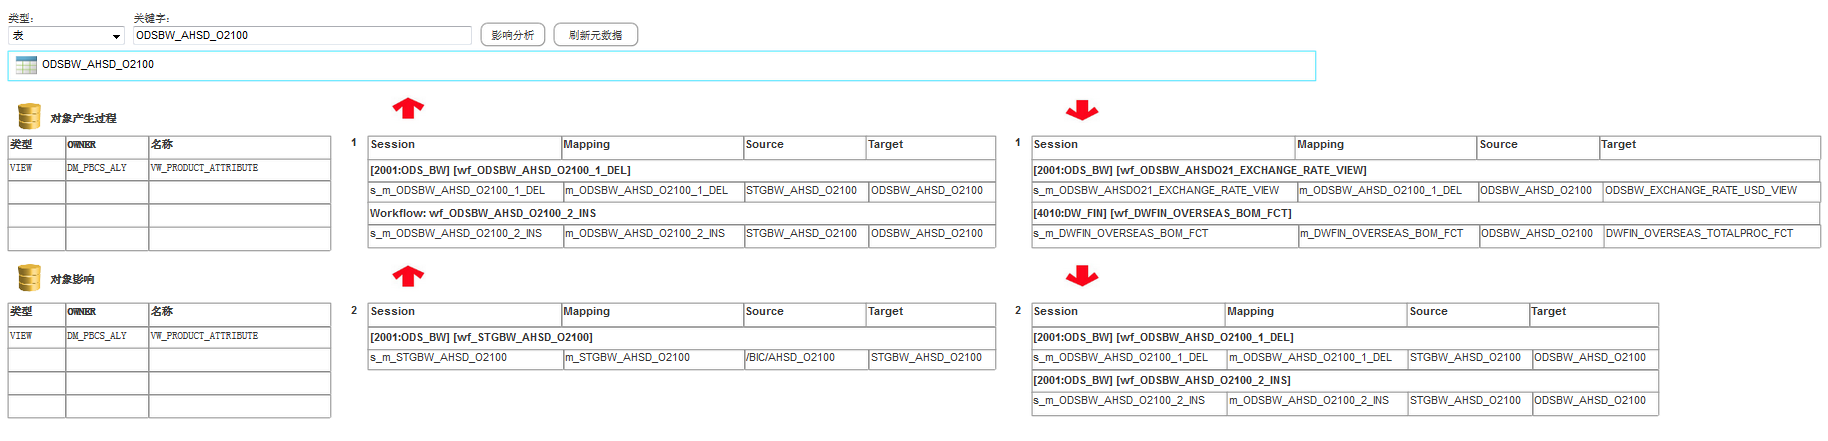 类型: 关键字:
表 ODSBW_AHSD_O2100 影响分析 刷新元数据
ODSBW_AHSD_O2100
对象产生过程
类型 OWNER 名称
VIEW DM_PBCS_ALY VW_PRODUCT_ATTRIBUTE
1 Session Mapping Source Target
[2001:ODS_BW] [wf_ODSBW_AHSD_O2100_1_DEL]
s_m_ODSBW_AHSD_O2100_1_DEL m_ODSBW_AHSD_O2100_1_DEL STGBW_AHSD_O2100 ODSBW_AHSD_O2100
Workflow: wf_ODSBW_AHSD_O2100_2_INS
s_m_ODSBW_AHSD_O2100_2_INS m_ODSBW_AHSD_O2100_2_INS STGBW_AHSD_O2100 ODSBW_AHSD_O2100
1 Session Mapping Source Target
[2001:ODS_BW] [wf_ODSBW_AHSDO21_EXCHANGE_RATE_VIEW]
s_m_ODSBW_AHSDO21_EXCHANGE_RATE_VIEW m_ODSBW_AHSD_O2100_1_DEL ODSBW_AHSD_O2100 ODSBW_EXCHANGE_RATE_USD_VIEW
[4010:DW_FIN] [wf_DWFIN_OVERSEAS_BOM_FCT]
s_m_DWFIN_OVERSEAS_BOM_FCT m_DWFIN_OVERSEAS_BOM_FCT ODSBW_AHSD_O2100 DWFIN_OVERSEAS_TOTALPROC_FCT
对象影响
类型 OWNER 名称
VIEW DM_PBCS_ALY VW_PRODUCT_ATTRIBUTE
2 Session Mapping Source Target
[2001:ODS_BW] [wf_STGBW_AHSD_O2100]
s_m_STGBW_AHSD_O2100 m_STGBW_AHSD_O2100 /BIC/AHSD_O2100 STGBW_AHSD_O2100
2 Session Mapping Source Target
[2001:ODS_BW] [wf_ODSBW_AHSD_O2100_1_DEL]
s_m_ODSBW_AHSD_O2100_1_DEL m_ODSBW_AHSD_O2100_1_DEL STGBW_AHSD_O2100 ODSBW_AHSD_O2100
[2001:ODS_BW] [wf_ODSBW_AHSD_O2100_2_INS]
s_m_ODSBW_AHSD_O2100_2_INS m_ODSBW_AHSD_O2100_2_INS STGBW_AHSD_O2100 ODSBW_AHSD_O2100